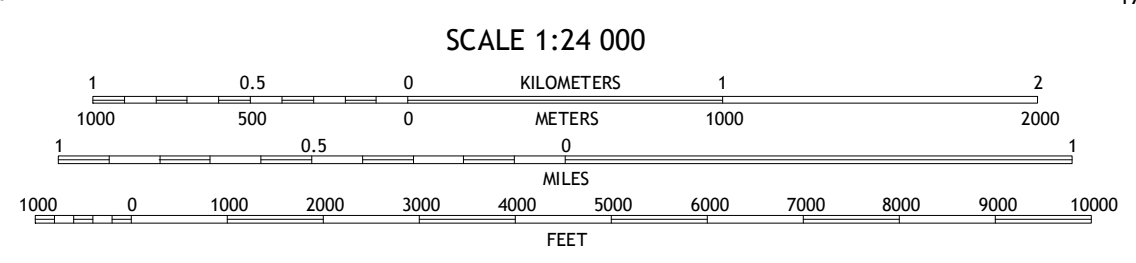 SCALE 1:24 000
1 0.5 0 KILOMETERS 1 2
1000 500 0 METERS 1000 2000
1 0.5 0 1
MILES
1000 0 1000 2000 3000 4000 5000 6000 7000 8000 9000 10000
FEET